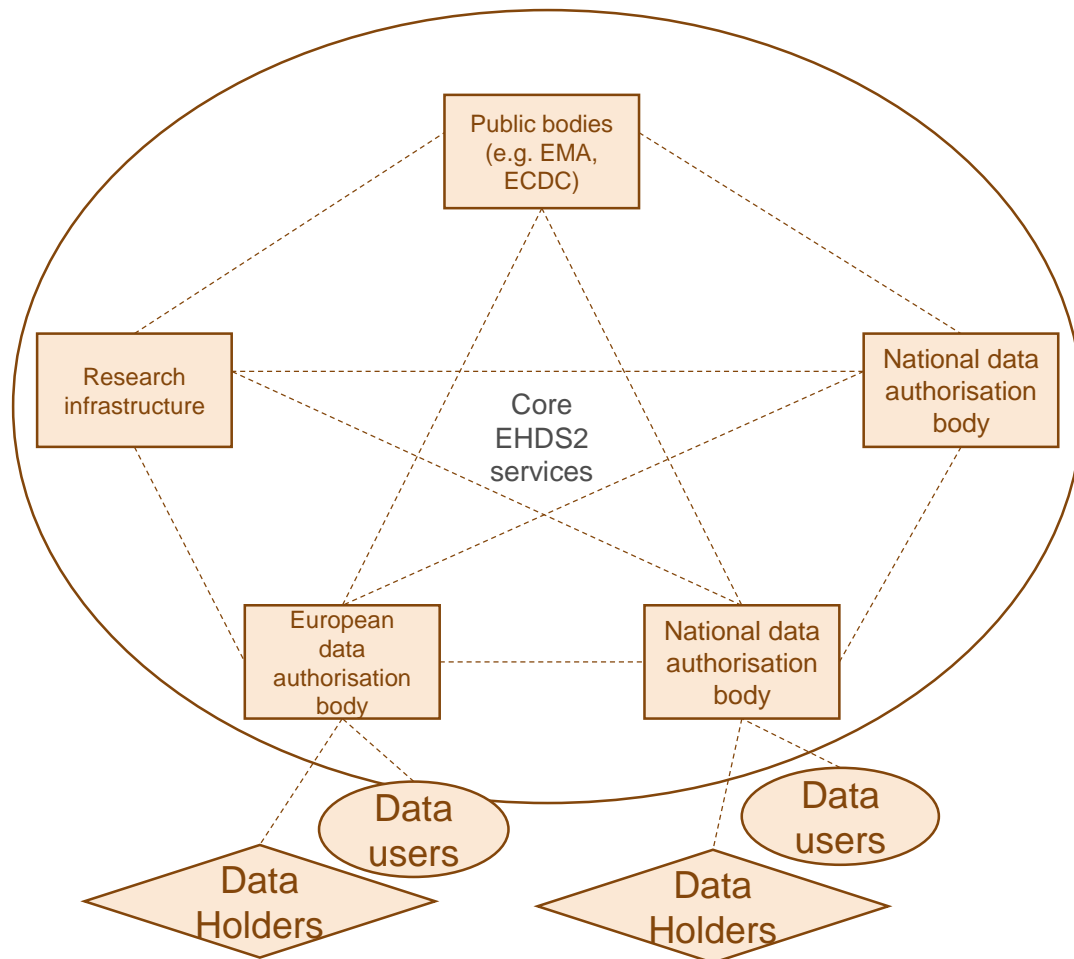 Public bodies
(e.g. EMA,
ECDC)
Research
infrastructure
National data
authorisation
body
Core
EHDS2
services
European
data
authorisation
body
National data
authorisation
body
Data
users
Data
users
Data
Holders
Data
Holders